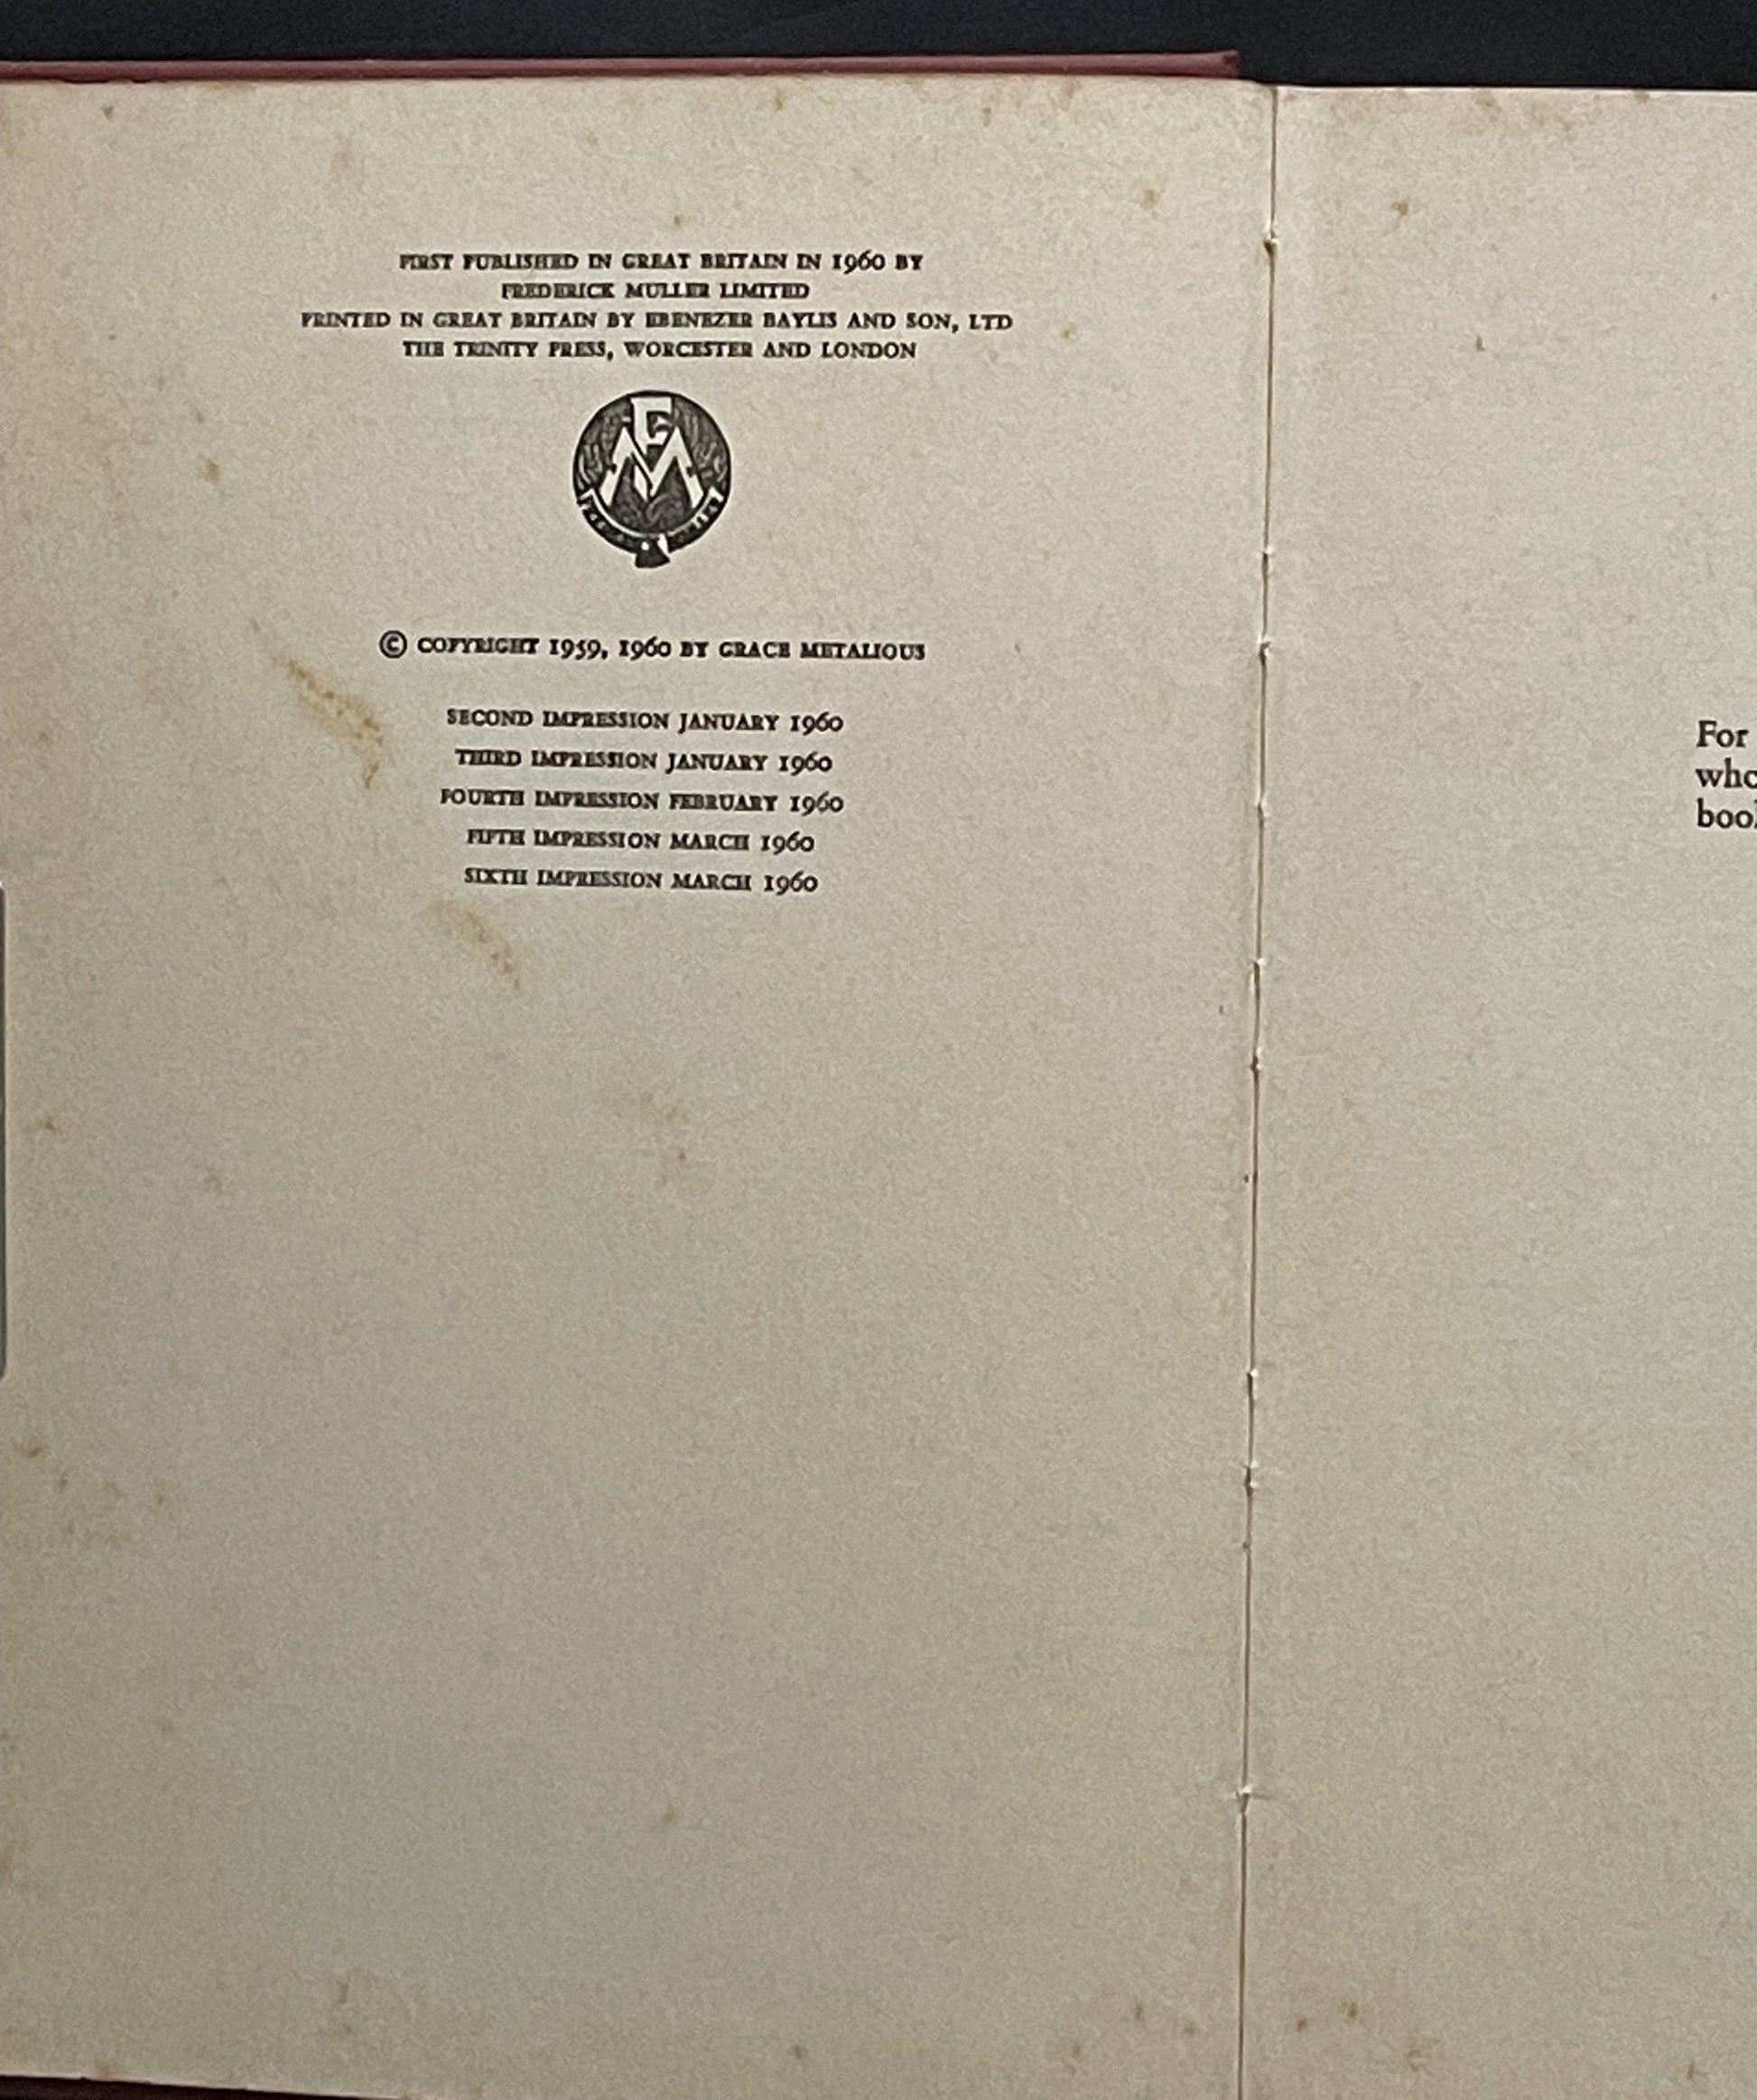 FIRST PUBLISHED IN GREAT BRITAIN IN 1960 BY
FREDERICK MULLER LIMITED
PRINTED IN GREAT BRITAIN BY EBENEZER BAYLIS AND SON, LTD
THE TRINITY PRESS, WORCESTER AND LONDON
FM
© COPYRIGHT 1959, 1960 BY GRACE METALIOUS
SECOND IMPRESSION JANUARY 1960
THIRD IMPRESSION JANUARY 1960
FOURTH IMPRESSION FEBRUARY 1960
FIFTH IMPRESSION MARCH 1960
SIXTH IMPRESSION MARCH 1960
For